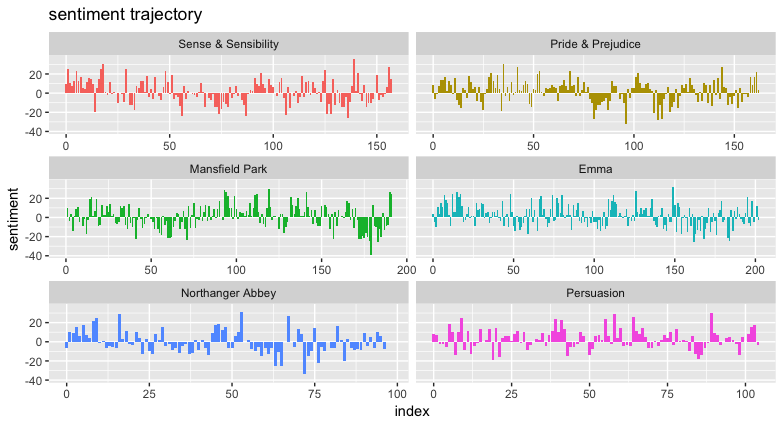 sentiment trajectory
Sense & Sensibility
Pride & Prejudice
20
0
-20
-40
0 50 100 150
0 50 100 150
Mansfield Park
Emma
20
0
-20
-40
0 50 100 150 200
0 50 100 150 200
Northanger Abbey
Persuasion
20
0
-20
-40
0 25 50 75 100
0 25 50 75 100
sentiment
index